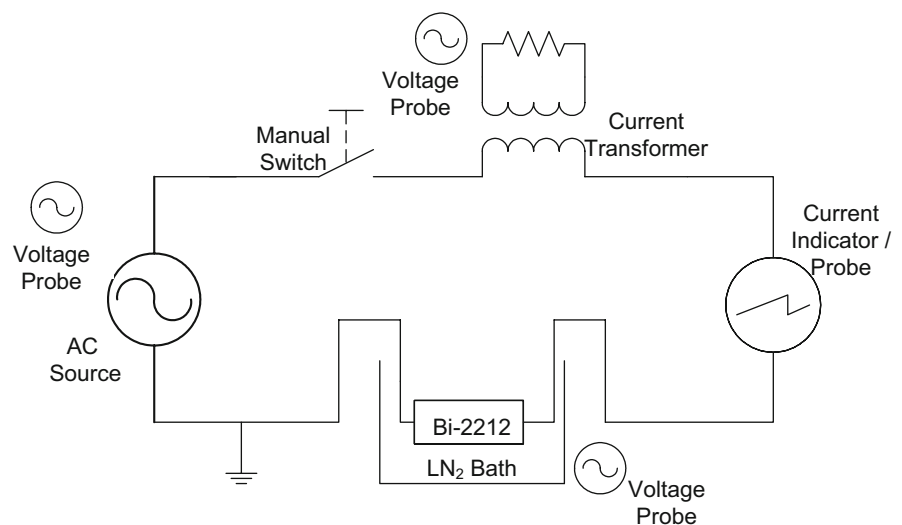 Voltage
Probe
Manual
Switch
Current
Transformer
Voltage
Probe
Current
Indicator /
Probe
AC
Source
Bi-2212
LN₂ Bath
Voltage
Probe